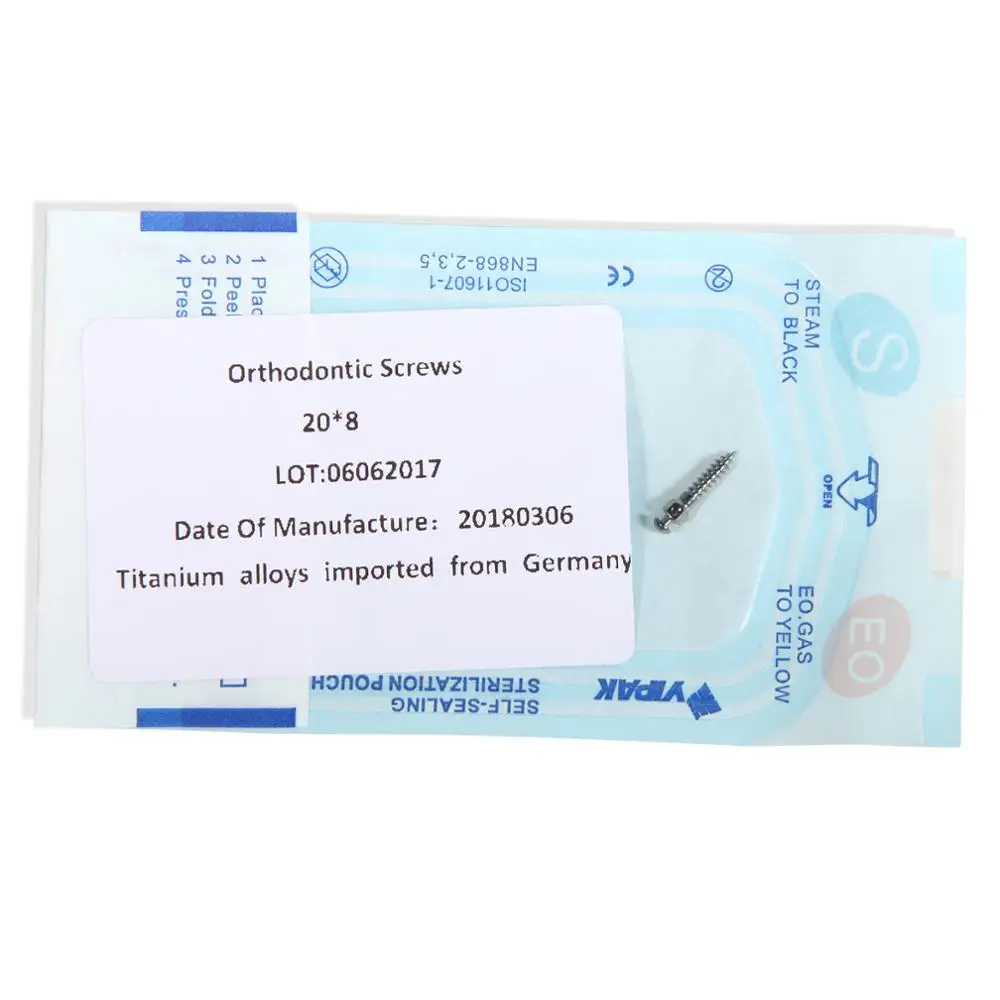 1 Plac
2 Peel
3 Fold
4 Pres
ISO11607-1
EN868-2,3,5
CE
2
STEAM
TO BLACK
S
Orthodontic Screws
20*8
LOT:06062017
Date Of Manufacture: 20180306
Titanium alloys imported from Germany
OPEN
EO.GAS
TO YELLOW
EO
SELF-SEALING
STERILIZATION POUCH
YIPAK